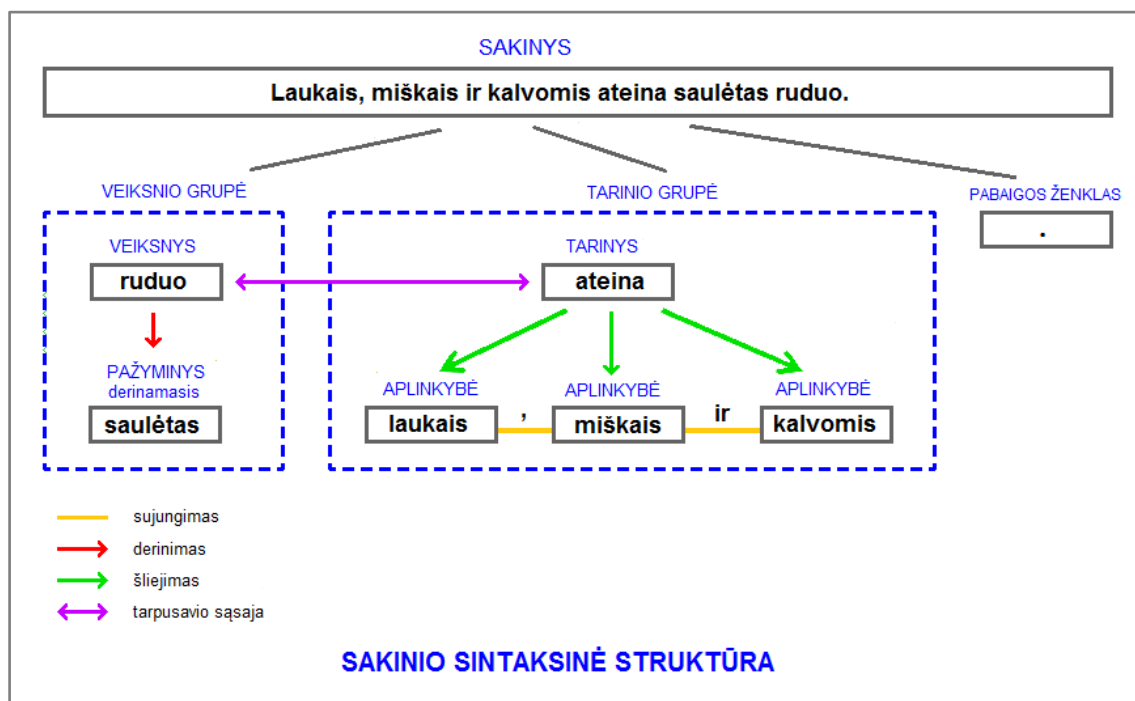 SAKINYS
Laukais, miškais ir kalvomis ateina saulėtas ruduo.
VEIKSNIO GRUPĖ
TARINIO GRUPĖ
PABAIGOS ŽENKLAS
.
VEIKSNYS
TARINYS
ruduo
ateina
PAŽYMINYS
derinamasis
saulėtas
APLINKYBĖ
APLINKYBĖ
APLINKYBĖ
laukais , miškais ir kalvomis
sujungimas
derinimas
šliejimas
tarpusavio sąsaja
SAKINIO SINTAKSINĖ STRUKTŪRA